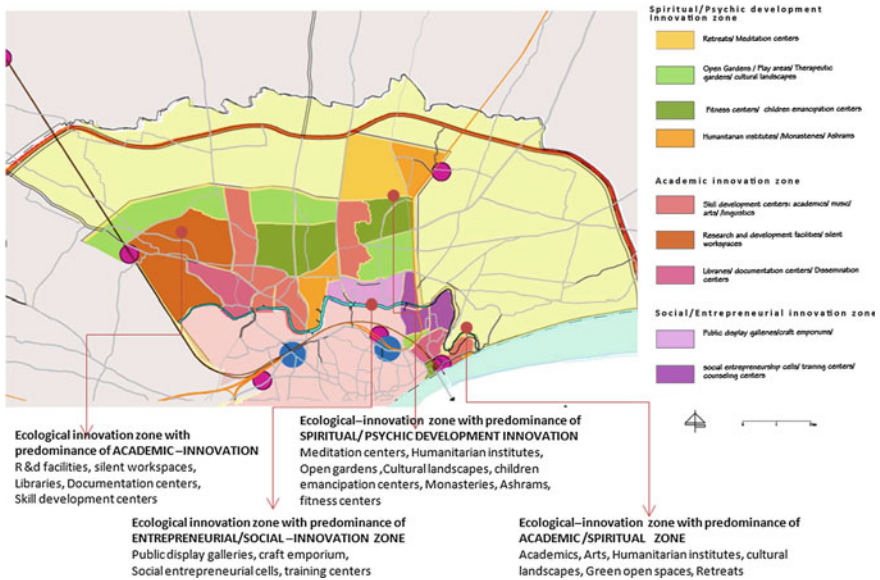 Spiritual/Psychic development
Innovation zone
Retreats/ Meditation centers
Open Gardens / Play areas/ Therapeutic
gardens/ cultural landscapes
Fitness centers/ children emancipation centers
Humanitarian institutes/ /Monasteries/ Ashrams
Academic innovation zone
Skill development centers: academics/ music/
arts/ linguistics
Research and development facilities/ silent
workspaces
Libraries/ documentation centers/ Dissemination
centers
Social/Entrepreneurial innovation zone
Public display galleries/craft emporiums/
social entrepreneurship cells/ training centers/
counseling centers
Ecological innovation zone with
predominance of ACADEMIC –INNOVATION
R &d facilities, silent workspaces,
Libraries, Documentation centers,
Skill development centers
Ecological–innovation zone with predominance of
SPIRITUAL/ PSYCHIC DEVELOPMENT INNOVATION
Meditation centers, Humanitarian institutes,
Open gardens ,Cultural landscapes, children
emancipation centers, Monasteries, Ashrams,
fitness centers
Ecological innovation zone with predominance of
ENTREPRENEURIAL/SOCIAL –INNOVATION ZONE
Public display galleries, craft emporium,
Social entrepreneurial cells, training centers
Ecological–innovation zone with predominance of
ACADEMIC/SPIRITUAL ZONE
Academics, Arts, Humanitarian institutes, cultural
landscapes, Green open spaces, Retreats